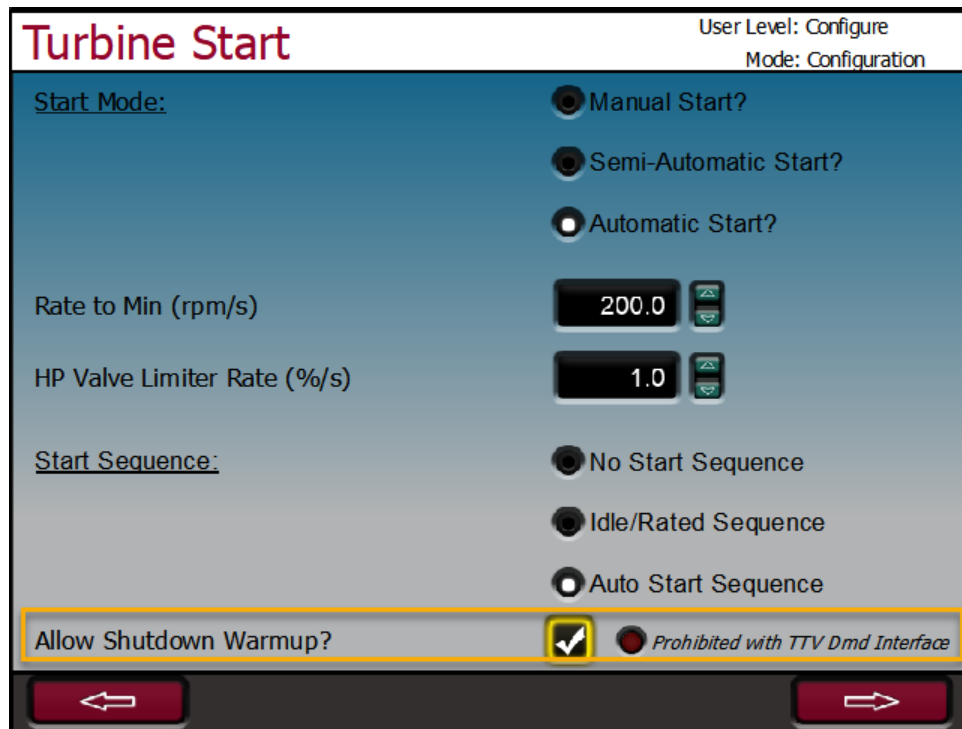 Turbine Start
User Level: Configure
Mode: Configuration
Start Mode:
Manual Start?
Semi-Automatic Start?
Automatic Start?
Rate to Min (rpm/s)
200.0
HP Valve Limiter Rate (%/s)
1.0
Start Sequence:
No Start Sequence
Idle/Rated Sequence
Auto Start Sequence
Allow Shutdown Warmup?
Prohibited with TTV Dmd Interface